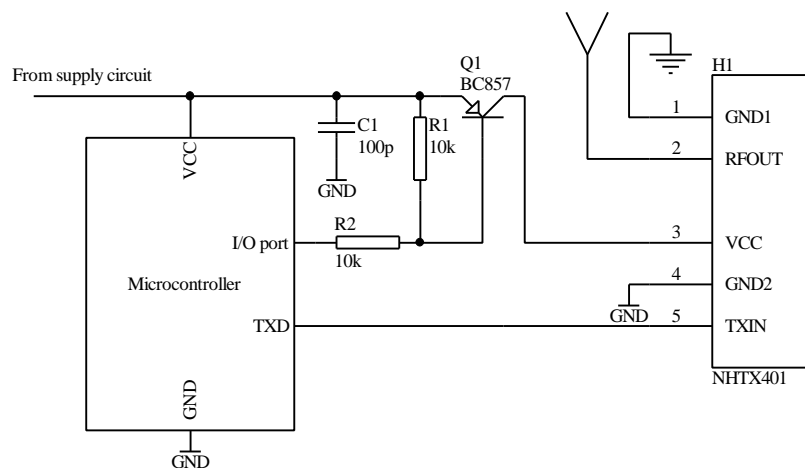 From supply circuit
Q1
BC857
H1
C1
100p
R1
10k
VCC
GND
1
GND1
2
RFOUT
R2
10k
I/O port
3
VCC
Microcontroller
4
GND2
GND
TXD
5
TXIN
GND
NHTX401
GND